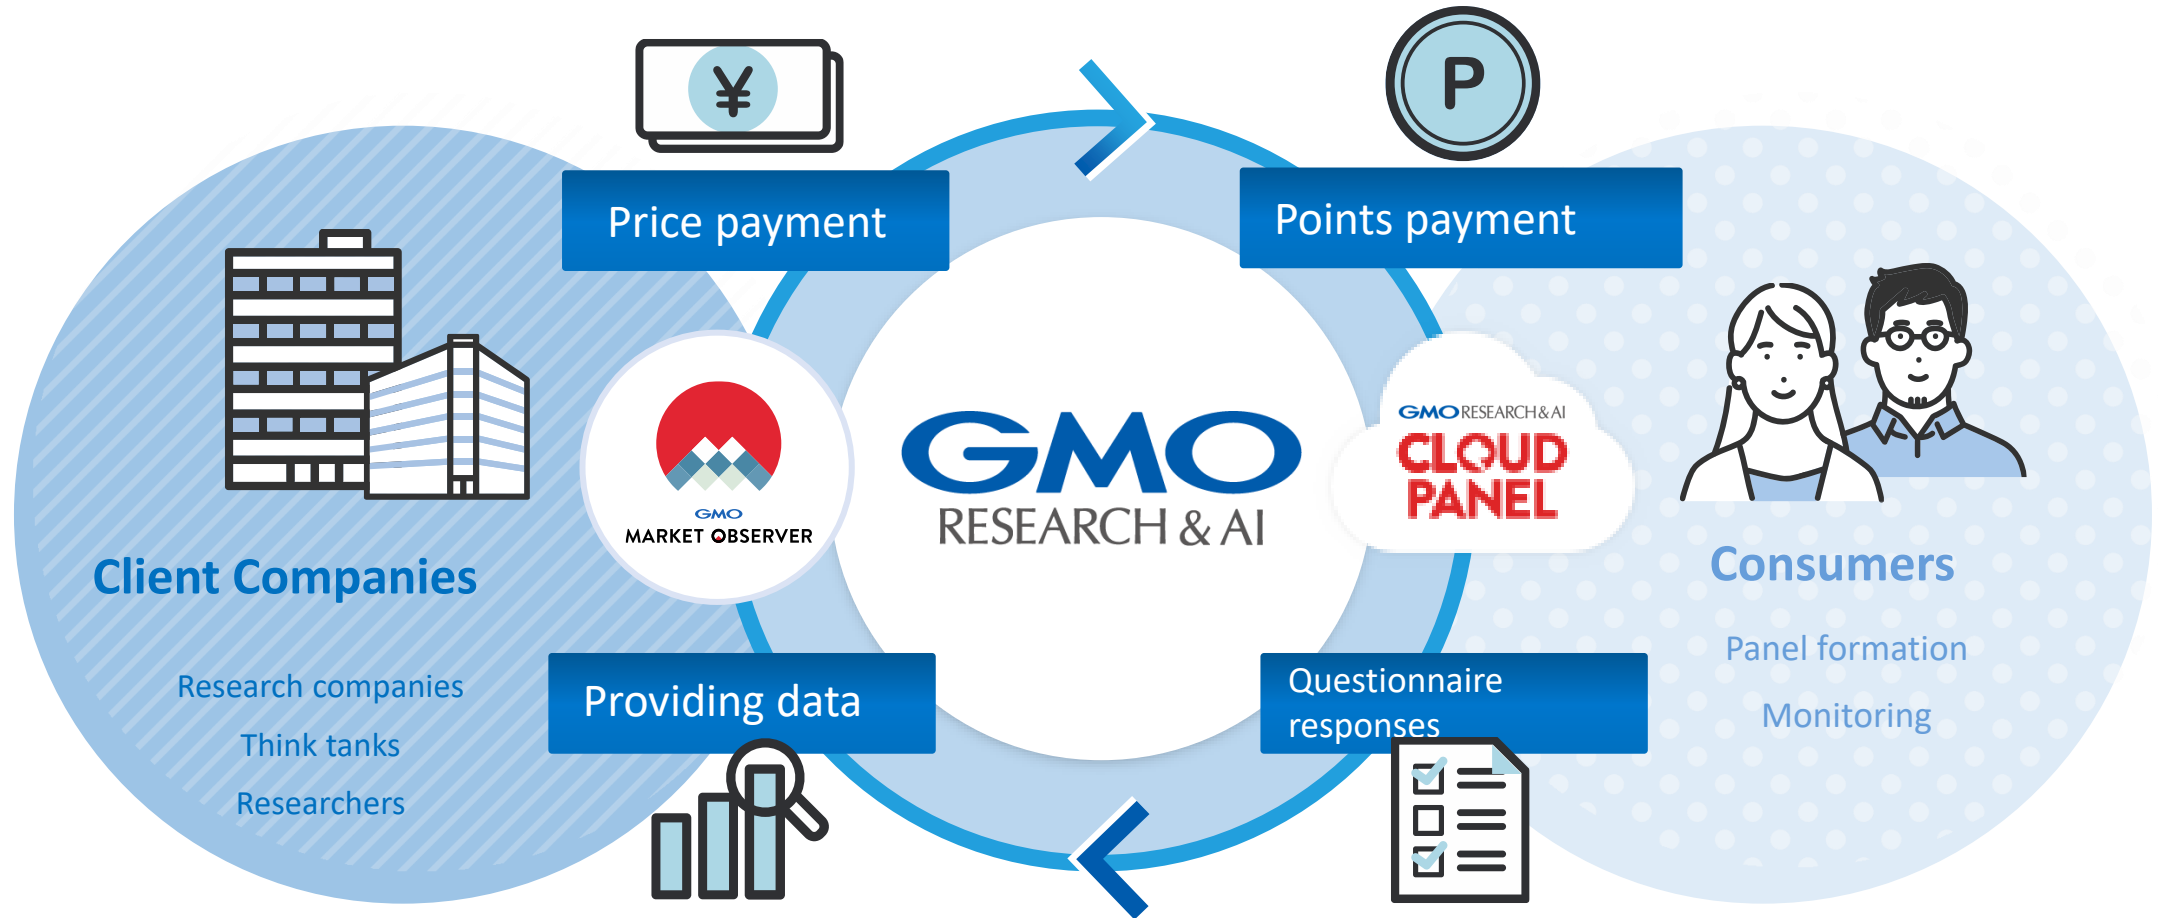 ¥
P
Price payment
Points payment
GMO
MARKET OBSERVER
GMO
RESEARCH & AI
GMO RESEARCH & AI
CLOUD
PANEL
Client Companies
Research companies
Think tanks
Researchers
Consumers
Panel formation
Monitoring
Providing data
Questionnaire
responses